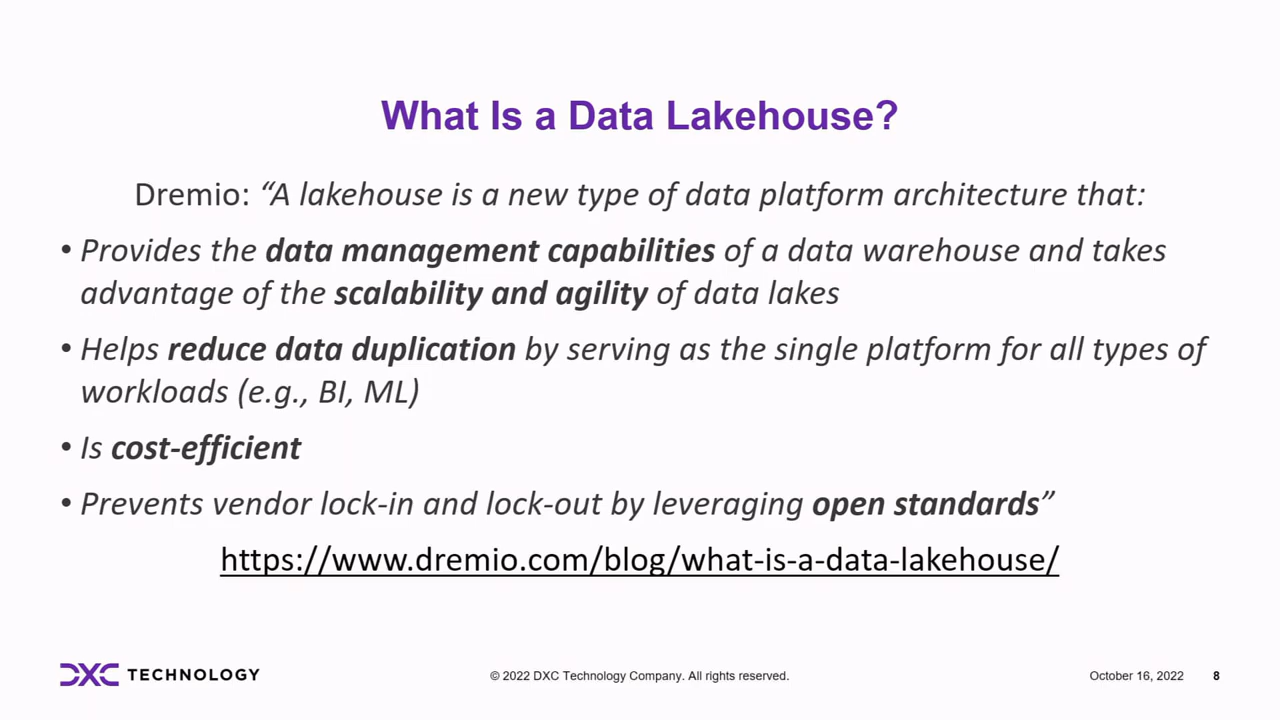 What Is a Data Lakehouse?
Dremio: “A lakehouse is a new type of data platform architecture that:
• Provides the data management capabilities of a data warehouse and takes
advantage of the scalability and agility of data lakes
• Helps reduce data duplication by serving as the single platform for all types of
workloads (e.g., BI, ML)
• Is cost-efficient
• Prevents vendor lock-in and lock-out by leveraging open standards”
https://www.dremio.com/blog/what-is-a-data-lakehouse/
DXC TECHNOLOGY
© 2022 DXC Technology Company. All rights reserved.
October 16, 2022 8